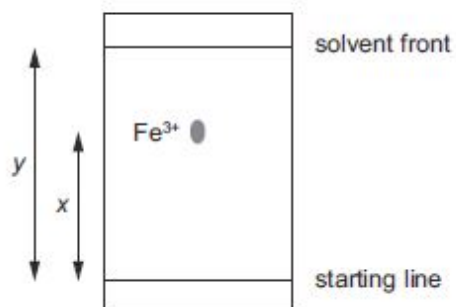 solvent front
Fe³⁺
y
x
starting line